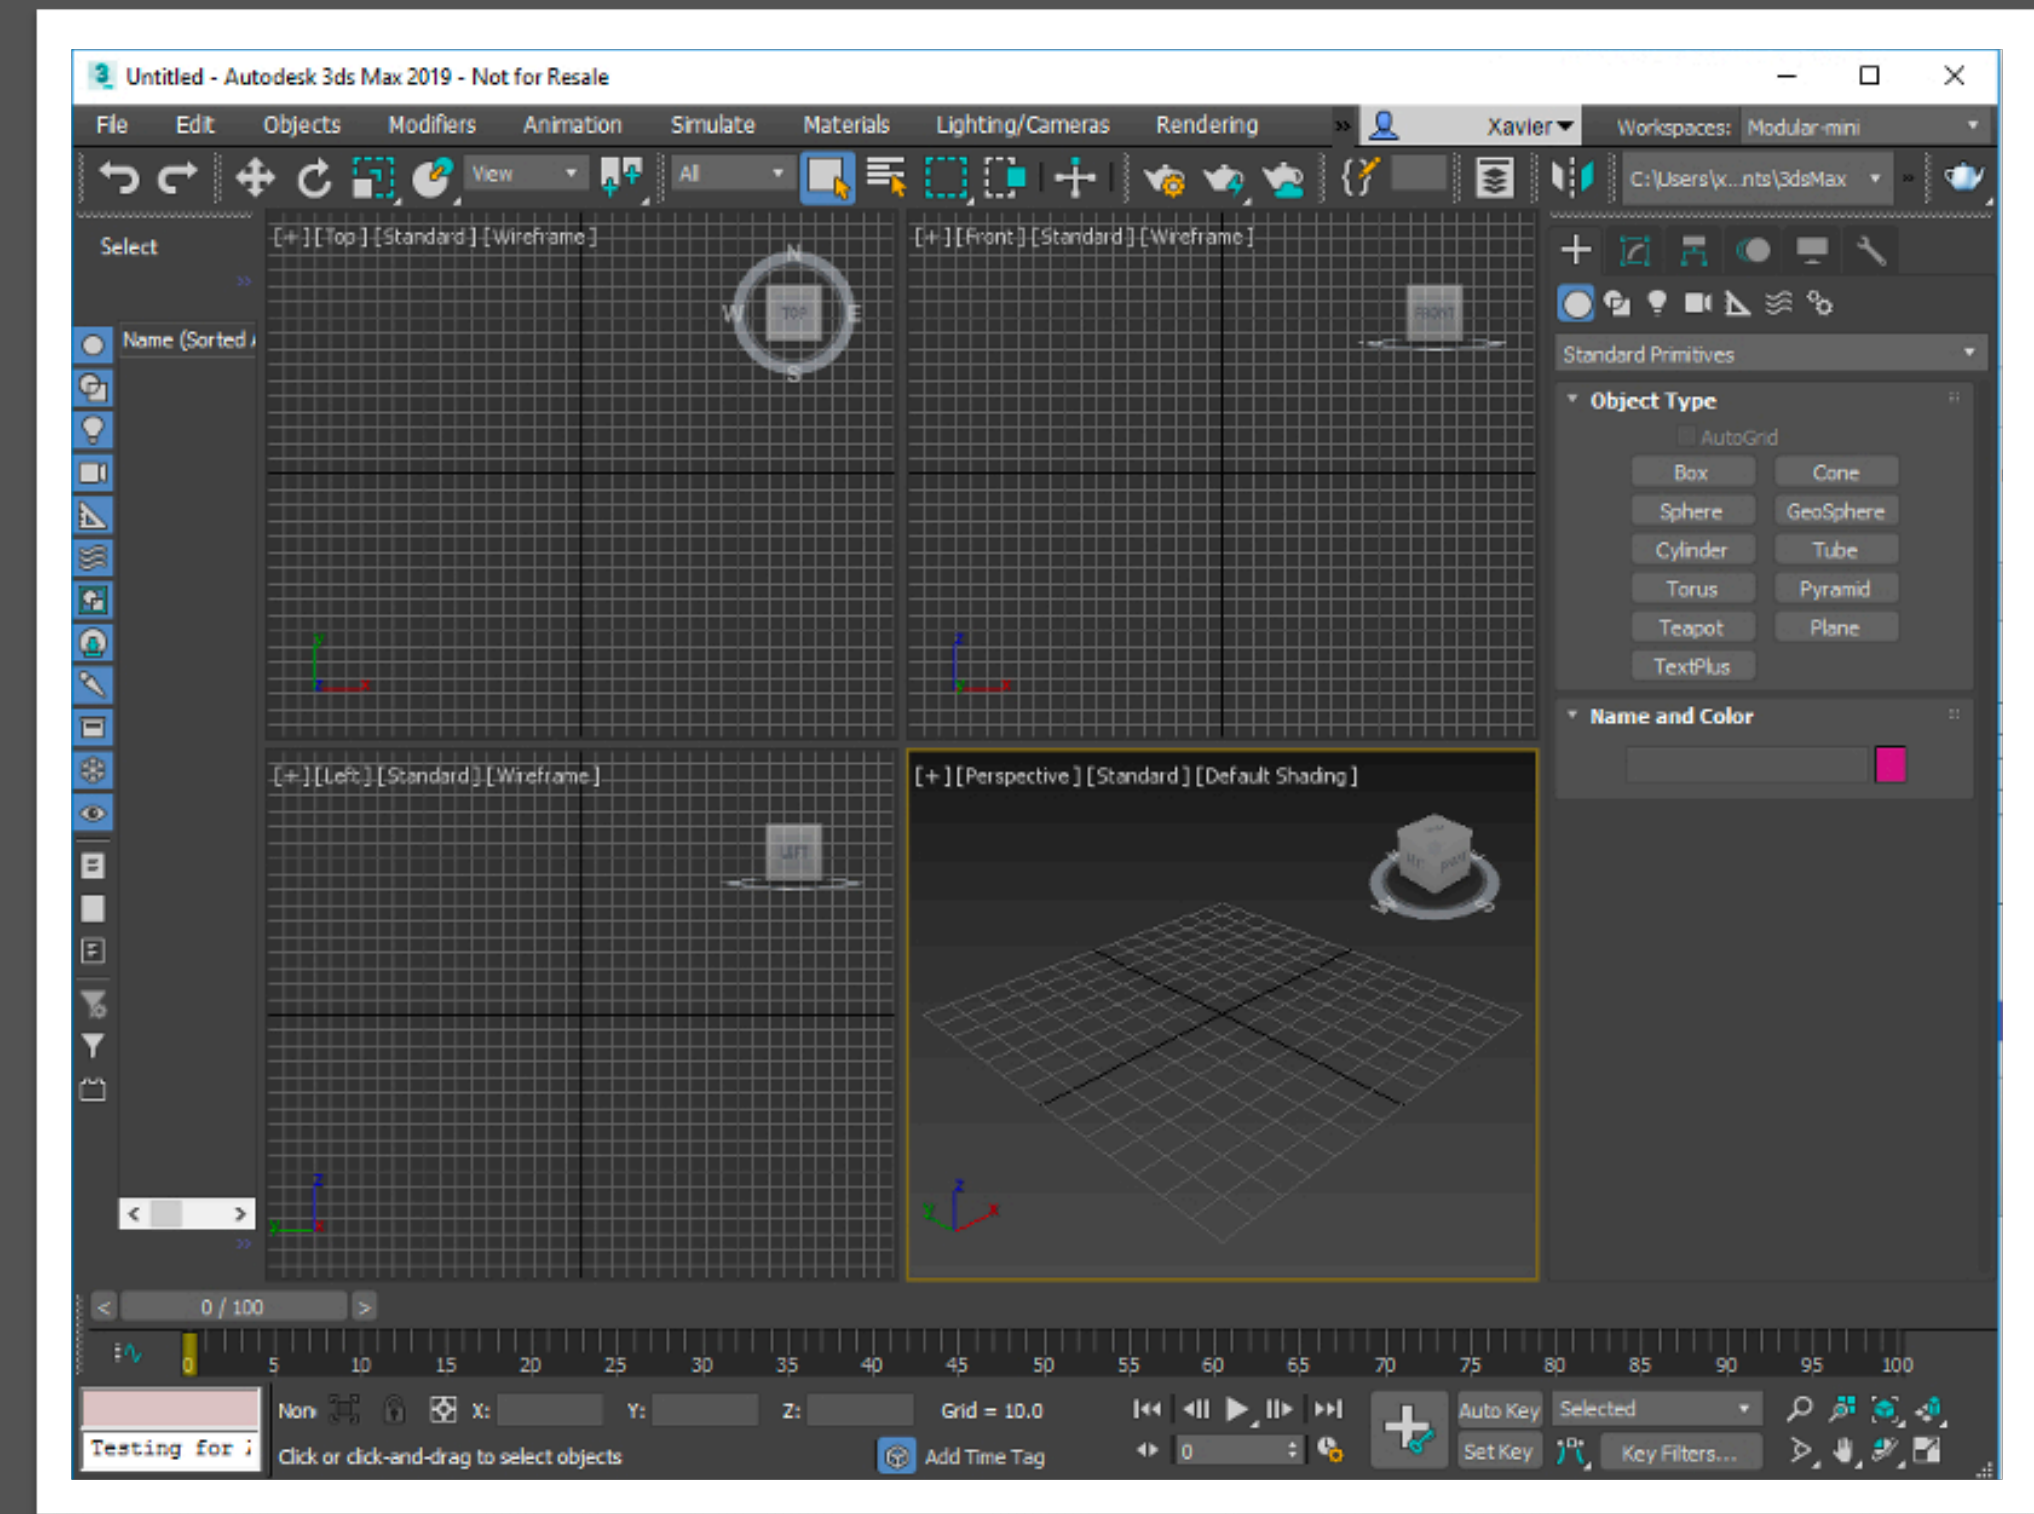 Untitled - Autodesk 3ds Max 2019 - Not for Resale
File Edit Objects Modifiers Animation Simulate Materials Lighting/Cameras Rendering » Xavier Workspaces: Modular-mini
View All C:\Users\x...nts\3dsMax »
Select
»
Name (Sorted
[+] [Top] [Standard] [Wireframe]
N
W TOP E
S
y
z x
[+] [Front] [Standard] [Wireframe]
FRONT
z
y x
[+] [Left] [Standard] [Wireframe]
LEFT
z
y x
[+] [Perspective] [Standard] [Default Shading]
z
y x
Standard Primitives
Object Type
AutoGrid
Box Cone
Sphere GeoSphere
Cylinder Tube
Torus Pyramid
Teapot Plane
TextPlus
Name and Color
< >
»
< 0 / 100 >
0 5 10 15 20 25 30 35 40 45 50 55 60 65 70 75 80 85 90 95 100
Non X: Y: Z: Grid = 10.0 Auto Key Selected
Testing for Click or click-and-drag to select objects Add Time Tag 0 Set Key Key Filters...